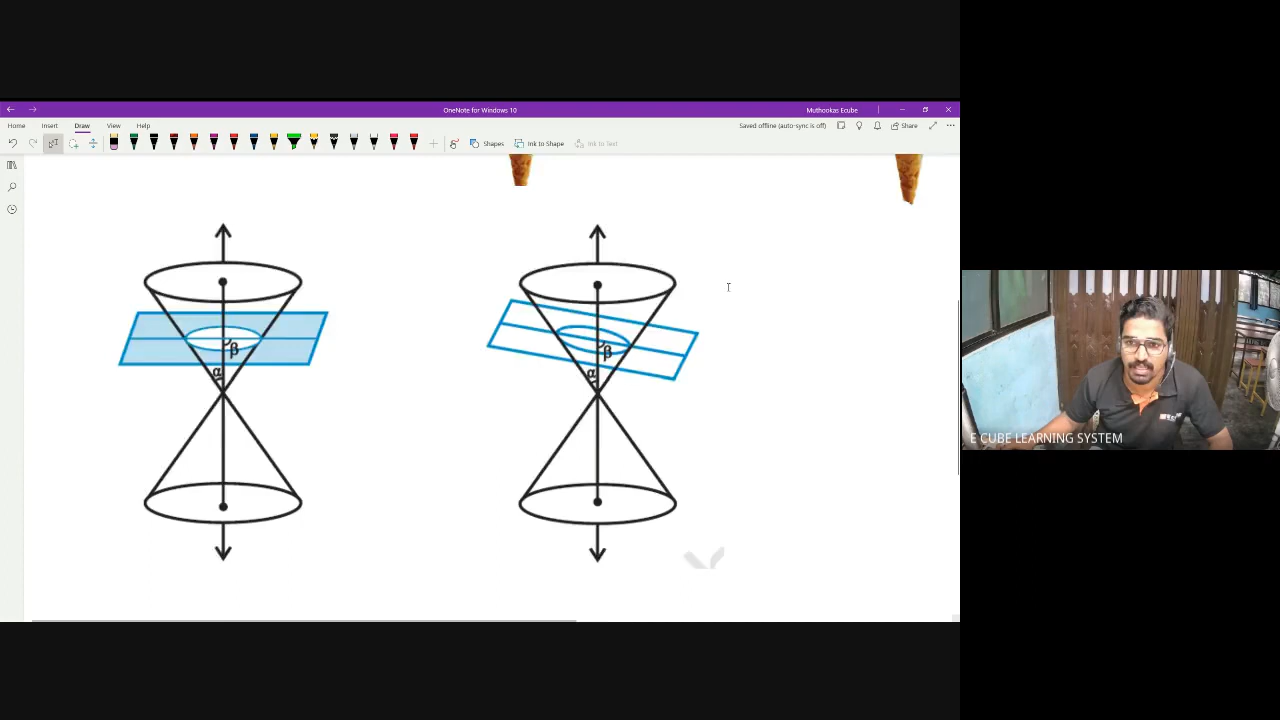 OneNote for Windows 10
Muthookas Ecube
Home Insert Draw View Help
Saved offline (auto-sync is off)
Share
Shapes
Ink to Shape
Ink to Text
β
α
β
α
E CUBE LEARNING SYSTEM